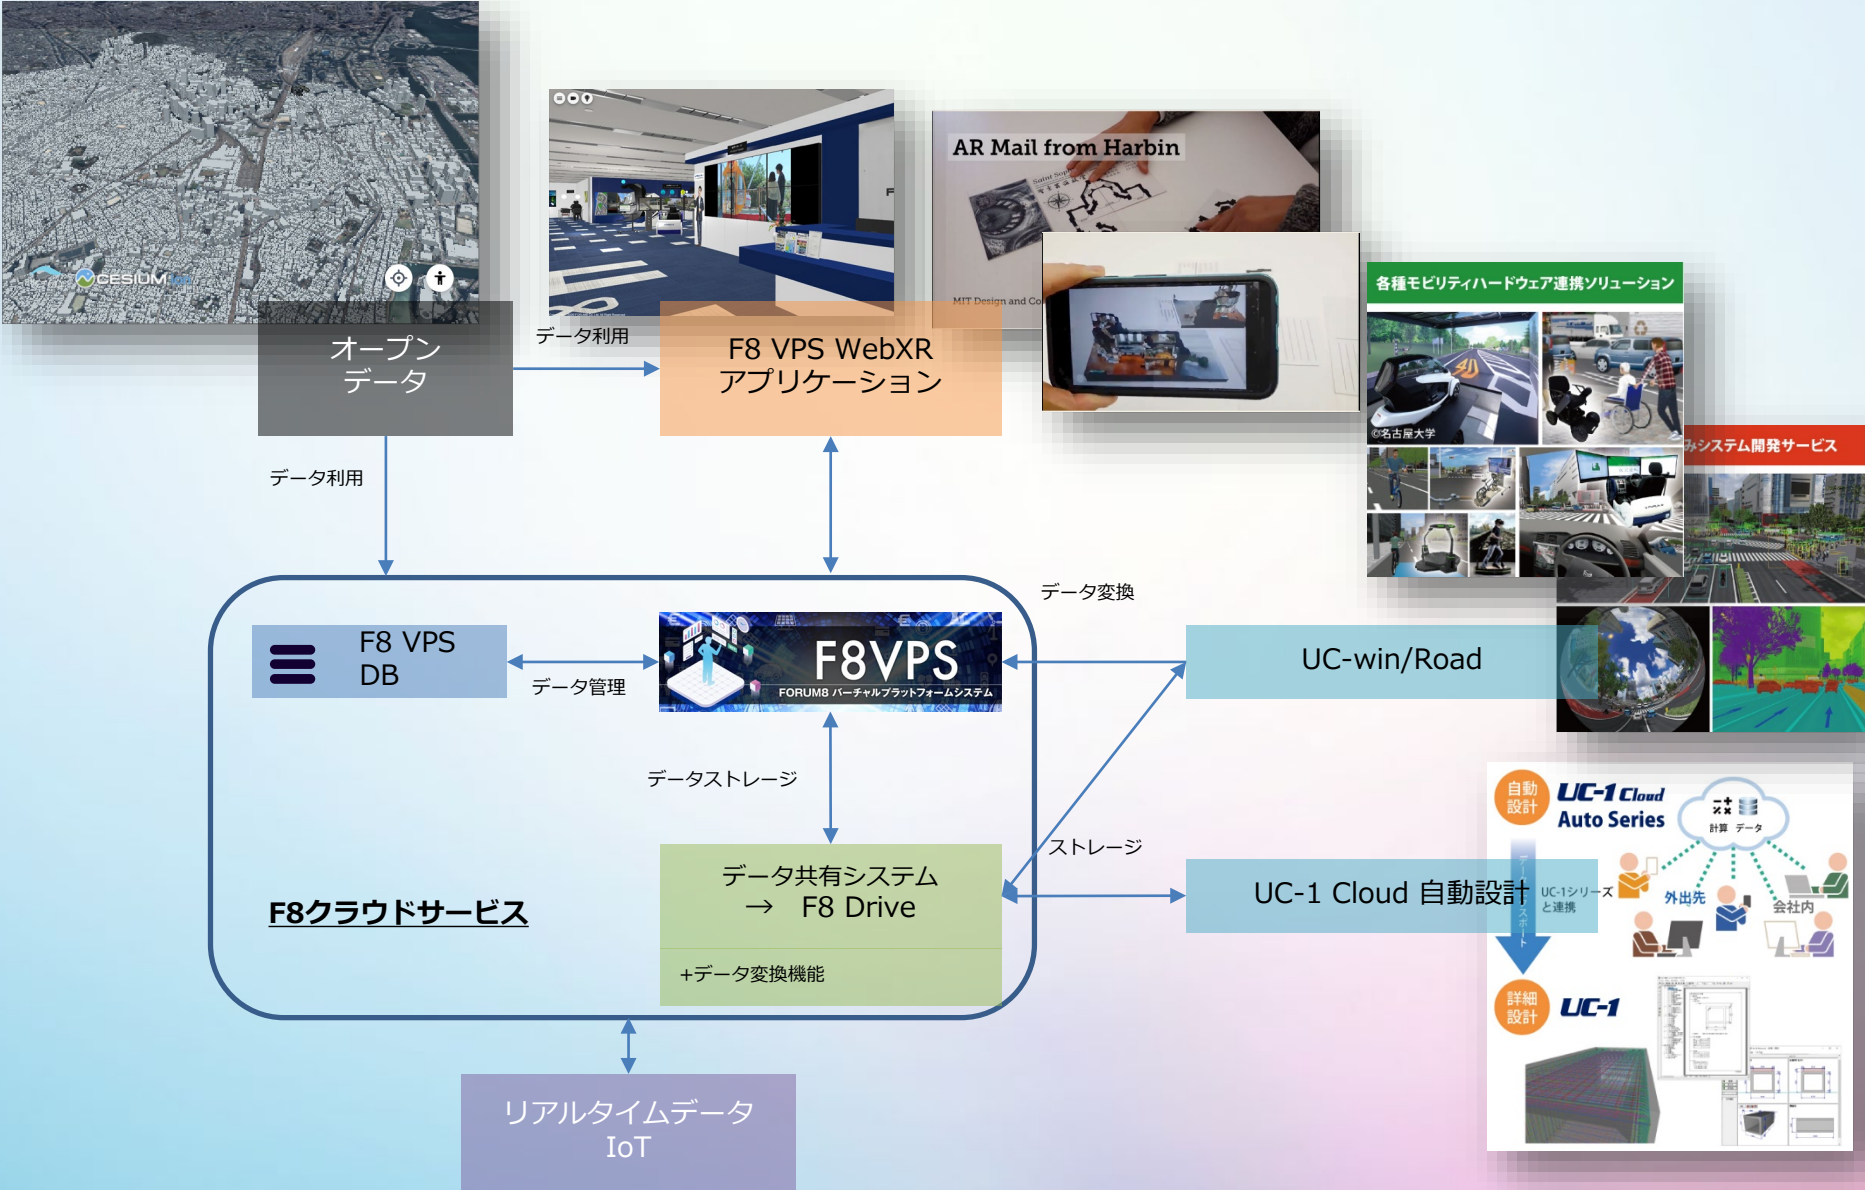 CESIUM ion
AR Mail from Harbin
MIT Design and Co
各種モビリティハードウェア連携ソリューション
©名古屋大学
みシステム開発サービス
オープン
データ
データ利用
F8 VPS WebXR
アプリケーション
データ利用
データ変換
F8 VPS
DB
データ管理
F8VPS
FORUM8 バーチャルプラットフォームシステム
UC-win/Road
データストレージ
データ共有システム
→ F8 Drive
+データ変換機能
ストレージ
UC-1 Cloud 自動設計
F8クラウドサービス
リアルタイムデータ
IoT
自動
設計
UC-1 Cloud
Auto Series
計算 データ
UC-1シリーズ
と連携
外出先
会社内
詳細
設計
UC-1